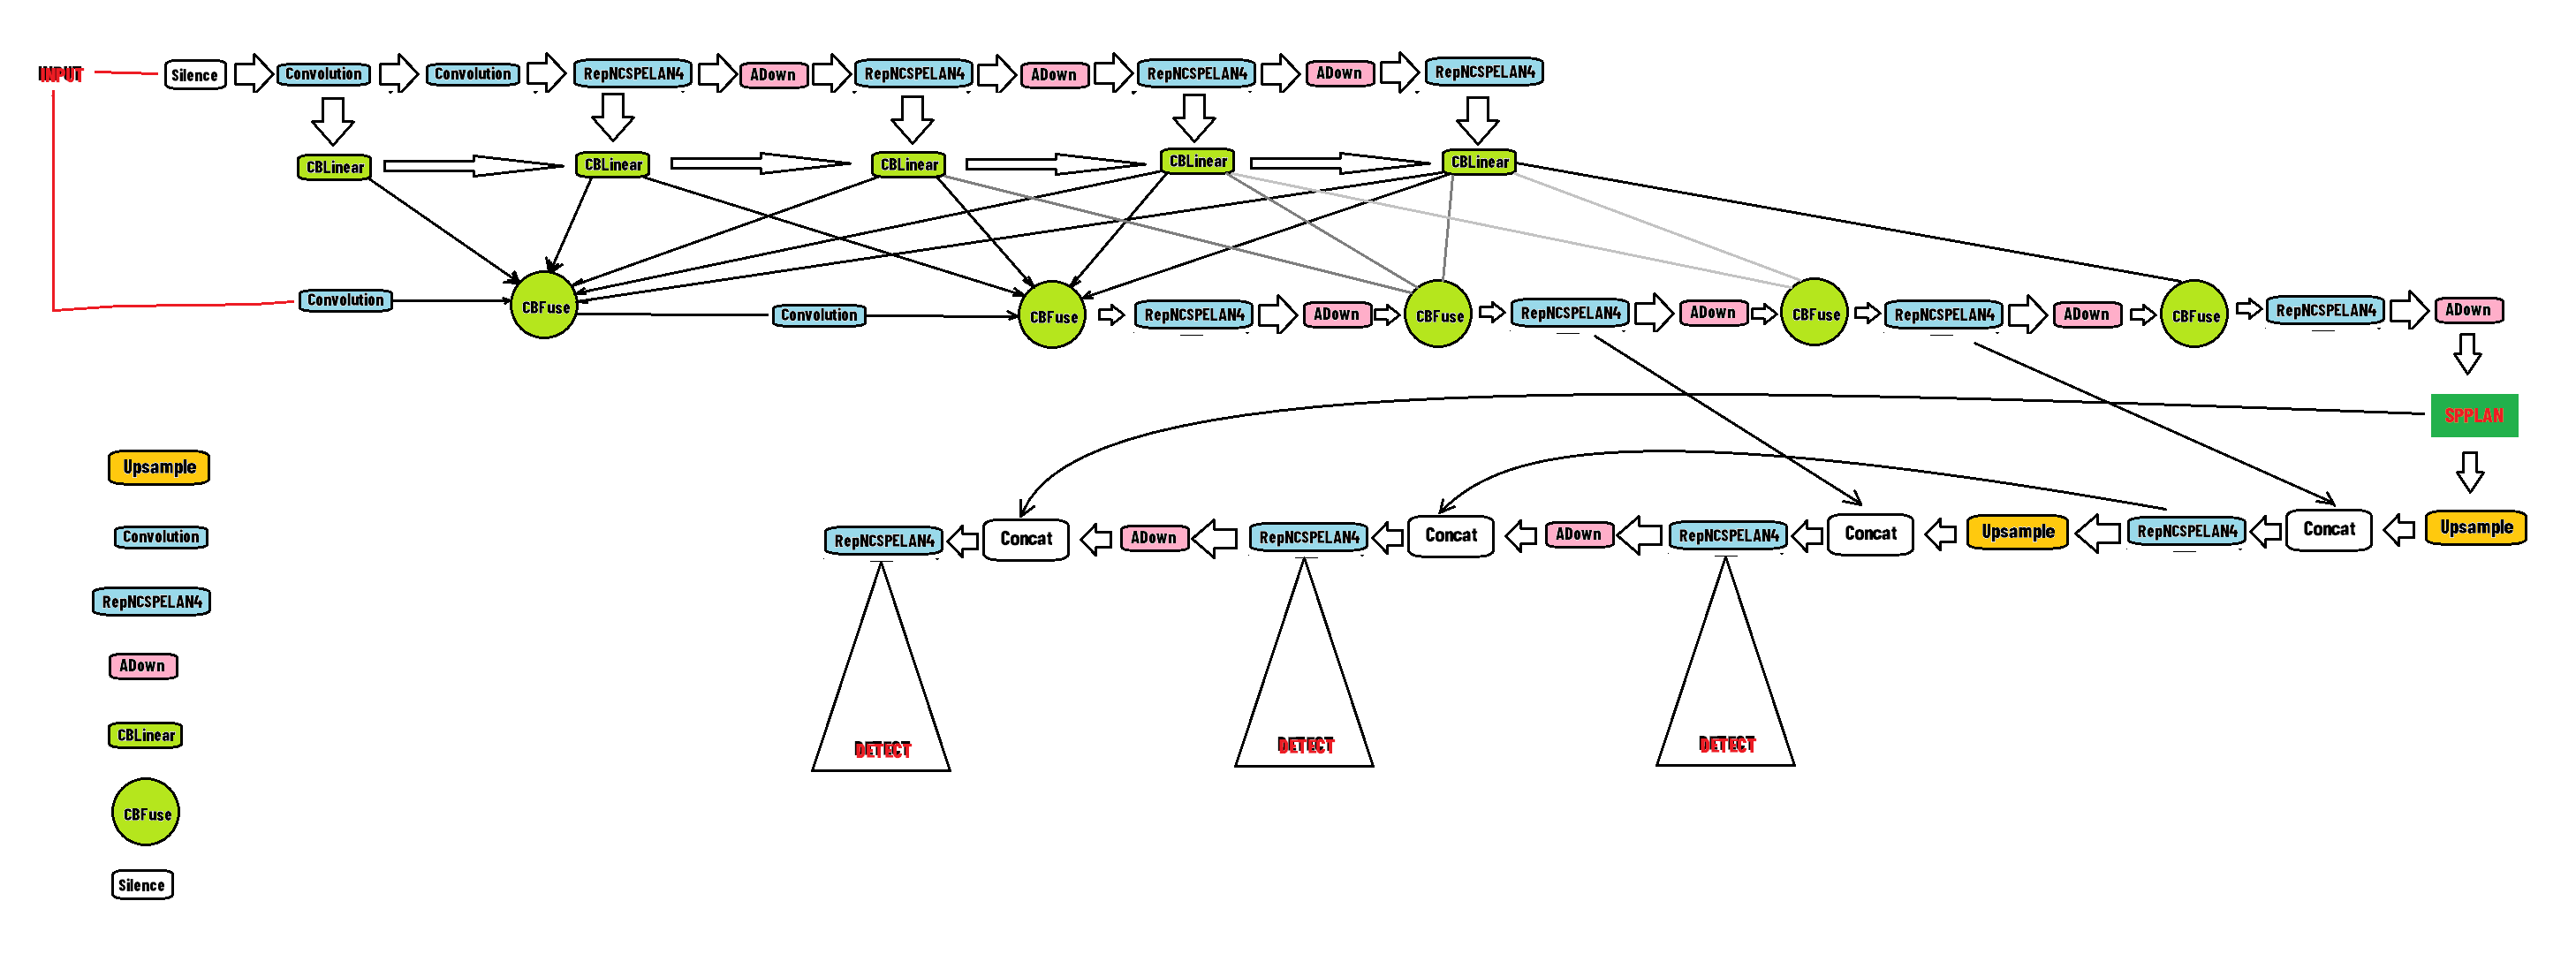 INPUT
Silence
Convolution
Convolution
RepNCSPELAN4
ADown
RepNCSPELAN4
ADown
RepNCSPELAN4
ADown
RepNCSPELAN4
CBLinear
CBLinear
CBLinear
CBLinear
CBLinear
Convolution
CBFuse
Convolution
CBFuse
RepNCSPELAN4
ADown
CBFuse
RepNCSPELAN4
ADown
CBFuse
RepNCSPELAN4
ADown
CBFuse
RepNCSPELAN4
ADown
SPPLAN
RepNCSPELAN4
Concat
ADown
RepNCSPELAN4
Concat
ADown
RepNCSPELAN4
Concat
Upsample
RepNCSPELAN4
Concat
Upsample
DETECT
DETECT
DETECT
Upsample
Convolution
RepNCSPELAN4
ADown
CBLinear
CBFuse
Silence